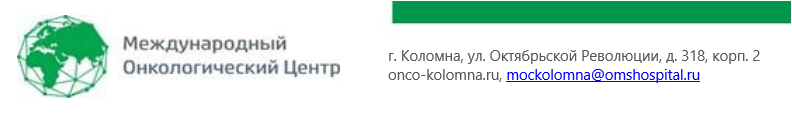 Международный
Онкологический Центр
г. Коломна, ул. Октябрьской Революции, д. 318, корп. 2
onco-kolomna.ru, mockolomna@omshospital.ru